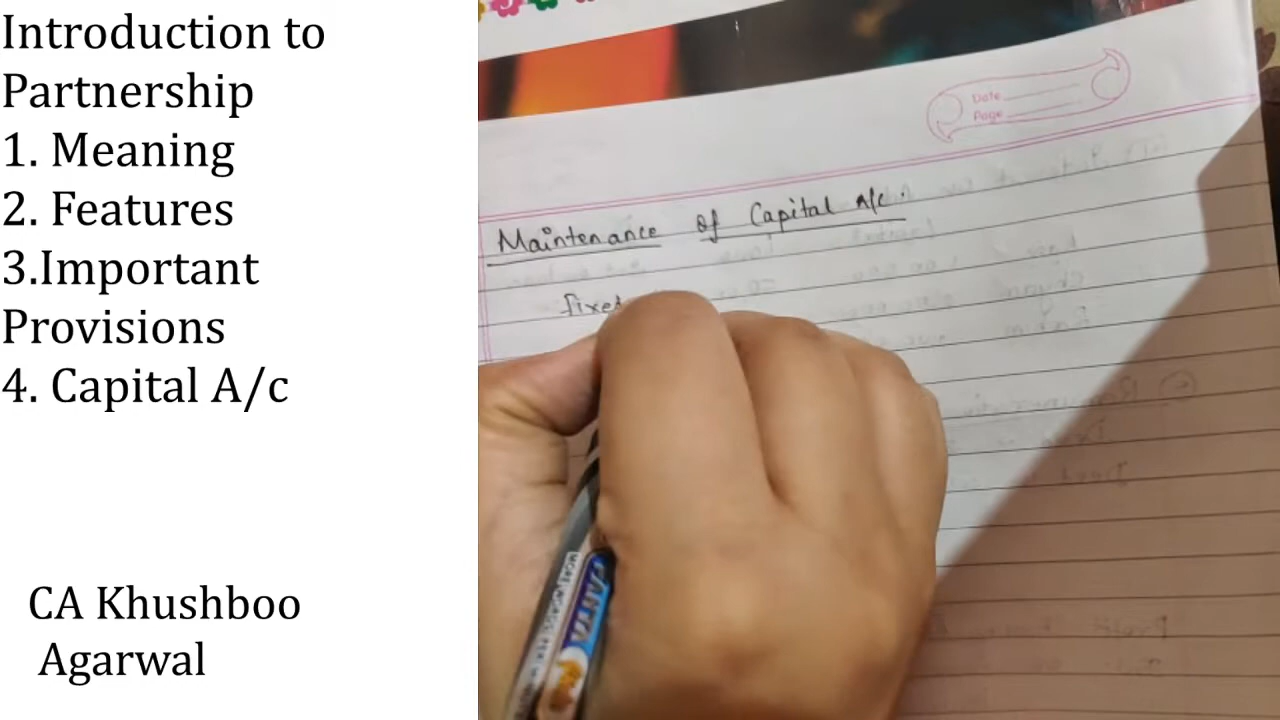 Introduction to
Partnership
1. Meaning
2. Features
3.Important
Provisions
4. Capital A/c
CA Khushboo
Agarwal
Date
Page
Maintenance of Capital A/c.
fixed